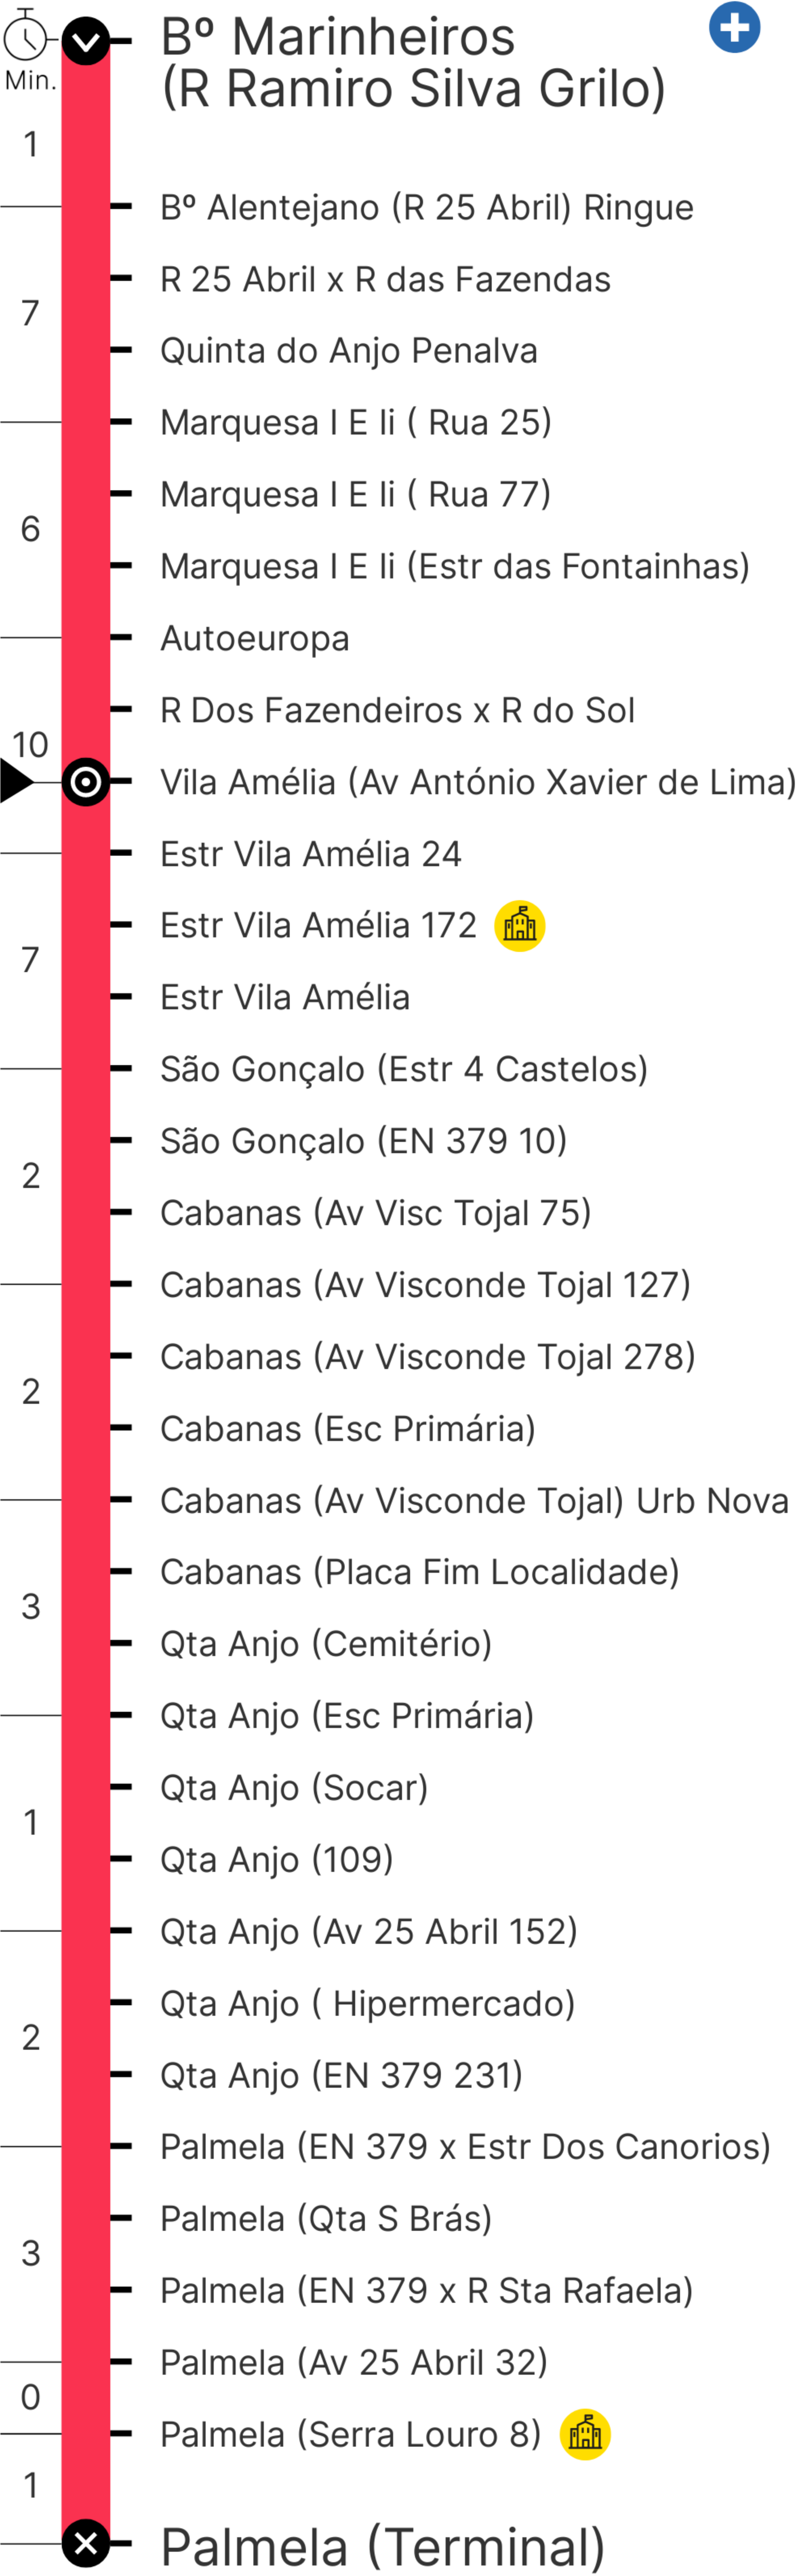 Bº Marinheiros
(R Ramiro Silva Grilo)
Min.
1
Bº Alentejano (R 25 Abril) Ringue
R 25 Abril x R das Fazendas
7
Quinta do Anjo Penalva
Marquesa I E Ii ( Rua 25)
Marquesa I E Ii ( Rua 77)
6
Marquesa I E Ii (Estr das Fontainhas)
Autoeuropa
R Dos Fazendeiros x R do Sol
10
Vila Amélia (Av António Xavier de Lima)
Estr Vila Amélia 24
Estr Vila Amélia 172
7
Estr Vila Amélia
São Gonçalo (Estr 4 Castelos)
São Gonçalo (EN 379 10)
2
Cabanas (Av Visc Tojal 75)
Cabanas (Av Visconde Tojal 127)
Cabanas (Av Visconde Tojal 278)
2
Cabanas (Esc Primária)
Cabanas (Av Visconde Tojal) Urb Nova
Cabanas (Placa Fim Localidade)
3
Qta Anjo (Cemitério)
Qta Anjo (Esc Primária)
Qta Anjo (Socar)
1
Qta Anjo (109)
Qta Anjo (Av 25 Abril 152)
Qta Anjo ( Hipermercado)
2
Qta Anjo (EN 379 231)
Palmela (EN 379 x Estr Dos Canorios)
Palmela (Qta S Brás)
3
Palmela (EN 379 x R Sta Rafaela)
Palmela (Av 25 Abril 32)
0
Palmela (Serra Louro 8)
1
Palmela (Terminal)